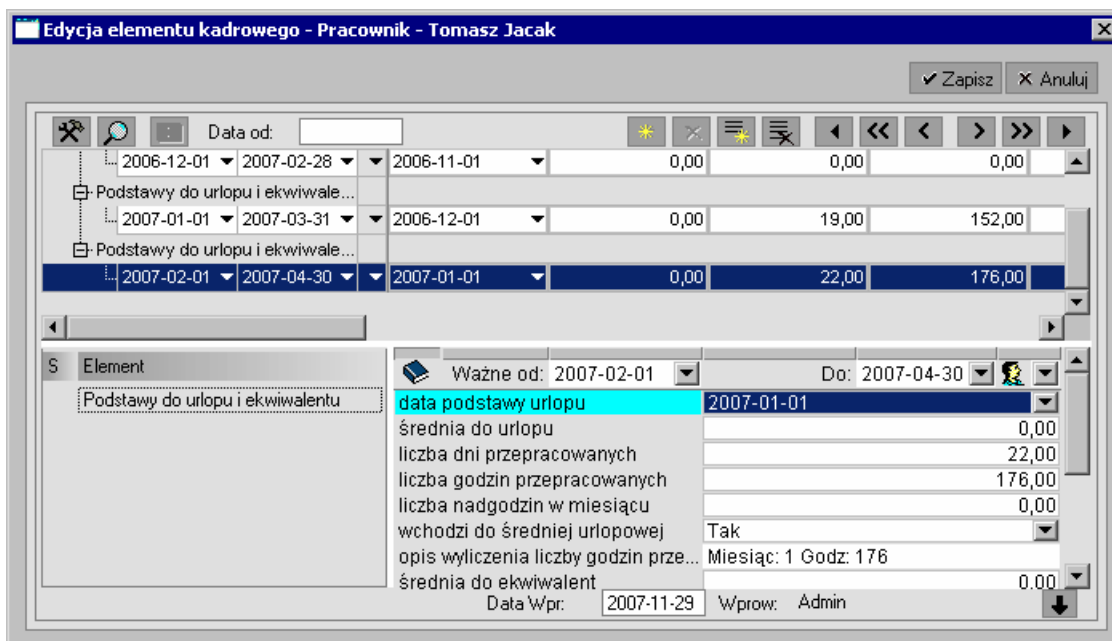 Edycja elementu kadrowego - Pracownik - Tomasz Jacak
Zapisz Anuluj
Data od:
2006-12-01 2007-02-28 2006-11-01 0,00 0,00 0,00
Podstawy do urlopu i ekwiwale...
2007-01-01 2007-03-31 2006-12-01 0,00 19,00 152,00
Podstawy do urlopu i ekwiwale...
2007-02-01 2007-04-30 2007-01-01 0,00 22,00 176,00
S Element
Podstawy do urlopu i ekwiwalentu
Ważne od: 2007-02-01 Do: 2007-04-30
data podstawy urlopu 2007-01-01
średnia do urlopu 0,00
liczba dni przepracowanych 22,00
liczba godzin przepracowanych 176,00
liczba nadgodzin w miesiącu 0,00
wchodzi do średniej urlopowej Tak
opis wyliczenia liczby godzin prze... Miesiąc: 1 Godz: 176
średnia do ekwiwalent 0,00
Data Wpr: 2007-11-29 Wprow: Admin